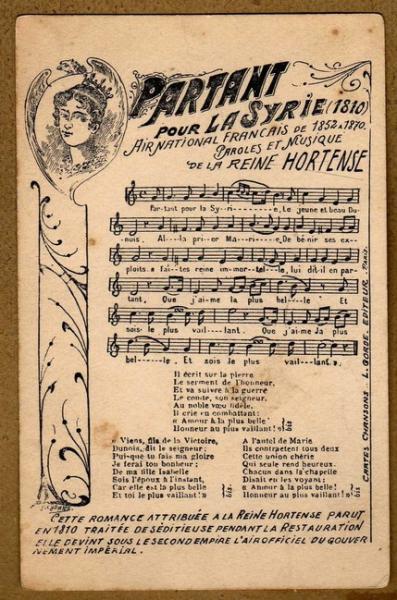 PARTANT
POUR LA SYRIE (1810)
AIR NATIONAL FRANÇAIS DE 1852 A 1870.
PAROLES ET MUSIQUE
DE LA REINE HORTENSE
Par-tant pour la Sy-ri-------e, Le jeune et beau Du-
-nois, Al---la pri-er Ma--ri-----e, De bé-nir ses ex-
ploits. « fai-tes reine im-mor-tel-le, lui dit-il en par-
tant, Que j'ai-me la plus bel---le Et
sois-le plus vail---lant. Que j'ai-me la plus
bel----le, Et sois le plus vail---lant».
Il écrit sur la pierre
Le serment de l'honneur,
Et va suivre à la guerre
Le comte, son seigneur.
Au noble vœu fidèle,
Il crie en combattant:
« Amour à la plus belle
Honneur au plus vaillant! » bis
« Viens, fils de la Victoire,
Dunois, dit le seigneur;
Puisque tu fais ma gloire
Je ferai ton bonheur;
De ma fille Isabelle
Sois l'époux à l'instant,
Car elle est la plus belle
Et toi le plus vaillant! » bis
A l'autel de Marie
Ils contractent tous deux
Cette union chérie
Qui seule rend heureux.
Chacun dans la chapelle
Disait en les voyant:
« Amour à la plus belle!
Honneur au plus vaillant! » bis
CARTES CHANSONS L. GORDE. EDITEUR. PARIS.
CETTE ROMANCE ATTRIBUÉE A LA REINE HORTENSE PARUT
EN 1810 TRAITÉE DE SÉDITIEUSE PENDANT LA RESTAURATION
ELLE DEVINT SOUS LE SECOND EMPIRE L'AIR OFFICIEL DU GOUVER
NEMENT IMPÉRIAL.